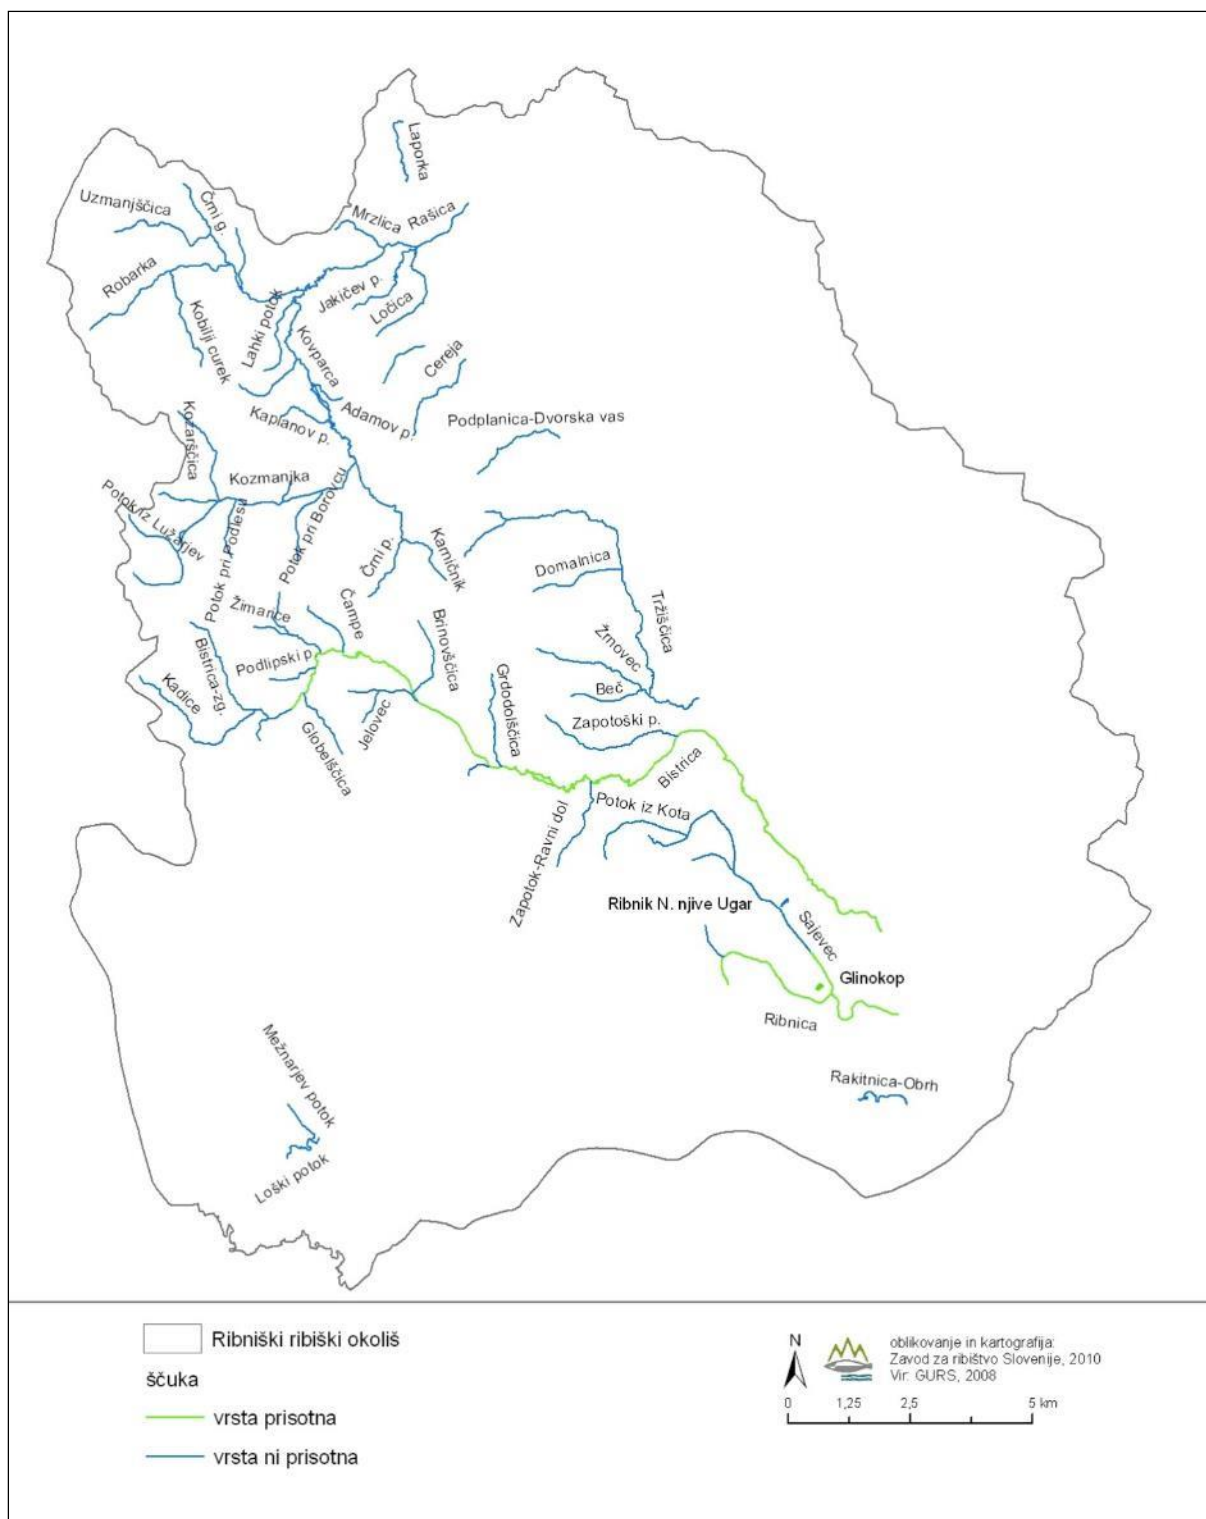 Laporka
Uzmanjščica
Črni g.
Mrzlica
Rašica
Robarka
Jakičev p.
Ločica
Lahki potok
Kobilji curek
Kovparca
Cereja
Adamov p.
Kaplanov p.
Podplanica-Dvorska vas
Kožarščica
Kozmanjka
Potok iz Lužarjev
Potok pri Podlesu
Potok pri Borovcu
Črni p.
Kamičnik
Domalnica
Tržiščica
Žimarice
Čampe
Brinovščica
Žrnovec
Podlipski p.
Bistrica-zg.
Kadice
Grdodolščica
Beč
Jelovec
Globelščica
Zapotoški p.
Bistrica
Potok iz Kota
Zapotok-Ravni dol
Ribnik N. njive Ugar
Sajevec
Glinokop
Ribnica
Mežnarjev potok
Rakitnica-Obrh
Loški potok
Ribniški ribiški okoliš
ščuka
vrsta prisotna
vrsta ni prisotna
N
oblikovanje in kartografija:
Zavod za ribištvo Slovenije, 2010
Vir: GURS, 2008
0 1,25 2,5 5 km